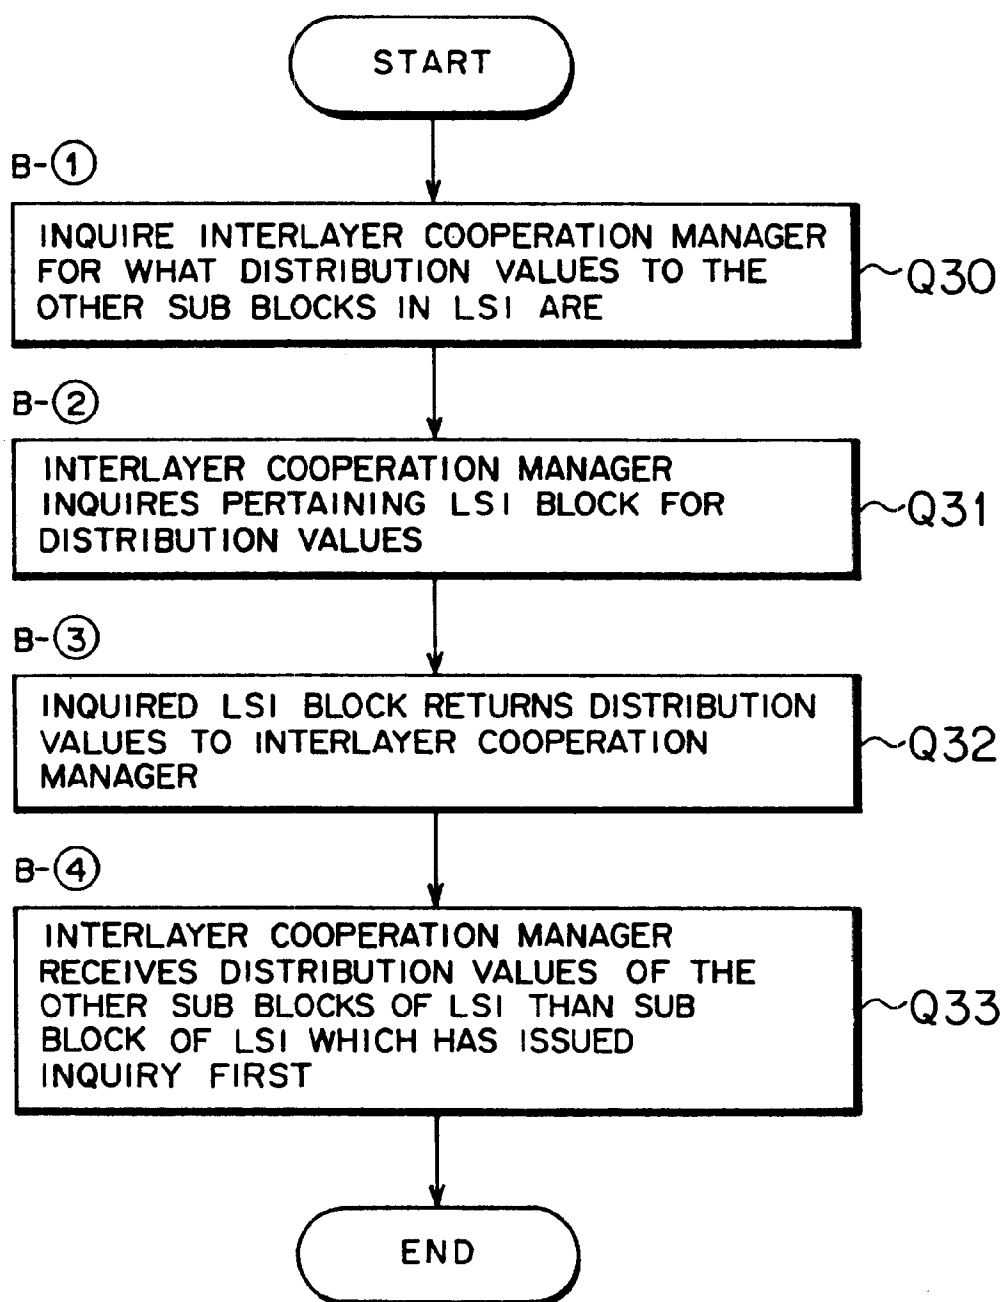 START
B-①
INQUIRE INTERLAYER COOPERATION MANAGER
FOR WHAT DISTRIBUTION VALUES TO THE
OTHER SUB BLOCKS IN LSI ARE
Q30
B-②
INTERLAYER COOPERATION MANAGER
INQUIRES PERTAINING LSI BLOCK FOR
DISTRIBUTION VALUES
Q31
B-③
INQUIRED LSI BLOCK RETURNS DISTRIBUTION
VALUES TO INTERLAYER COOPERATION
MANAGER
Q32
B-④
INTERLAYER COOPERATION MANAGER
RECEIVES DISTRIBUTION VALUES OF THE
OTHER SUB BLOCKS OF LSI THAN SUB
BLOCK OF LSI WHICH HAS ISSUED
INQUIRY FIRST
Q33
END